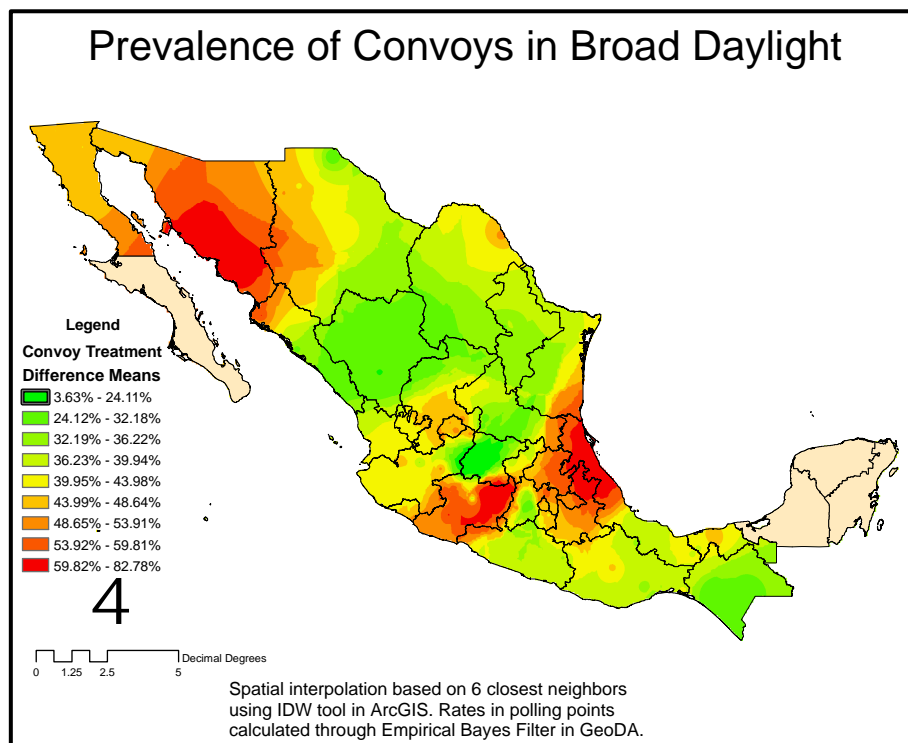 Prevalence of Convoys in Broad Daylight
Legend
Convoy Treatment
Difference Means
3.63% - 24.11%
24.12% - 32.18%
32.19% - 36.22%
36.23% - 39.94%
39.95% - 43.98%
43.99% - 48.64%
48.65% - 53.91%
53.92% - 59.81%
59.82% - 82.78%
4
Decimal Degrees
0 1.25 2.5 5
Spatial interpolation based on 6 closest neighbors
using IDW tool in ArcGIS. Rates in polling points
calculated through Empirical Bayes Filter in GeoDA.